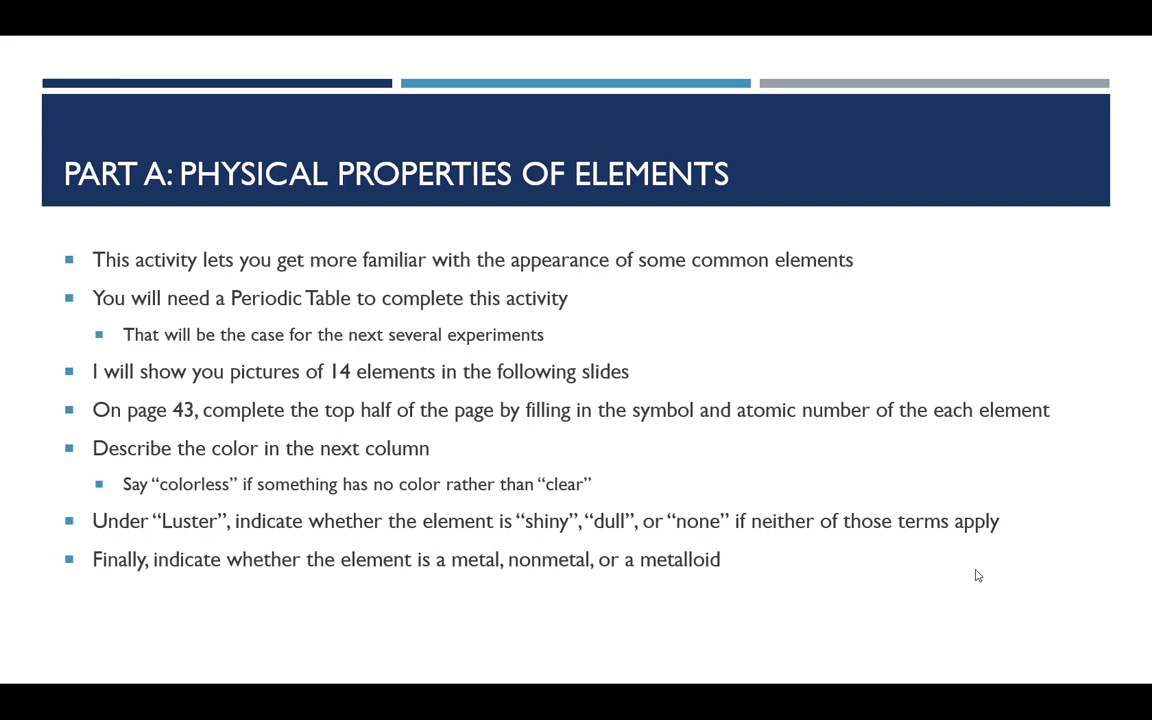 PART A: PHYSICAL PROPERTIES OF ELEMENTS
This activity lets you get more familiar with the appearance of some common elements
You will need a Periodic Table to complete this activity
That will be the case for the next several experiments
I will show you pictures of 14 elements in the following slides
On page 43, complete the top half of the page by filling in the symbol and atomic number of the each element
Describe the color in the next column
Say “colorless” if something has no color rather than “clear”
Under “Luster”, indicate whether the element is “shiny”, “dull”, or “none” if neither of those terms apply
Finally, indicate whether the element is a metal, nonmetal, or a metalloid